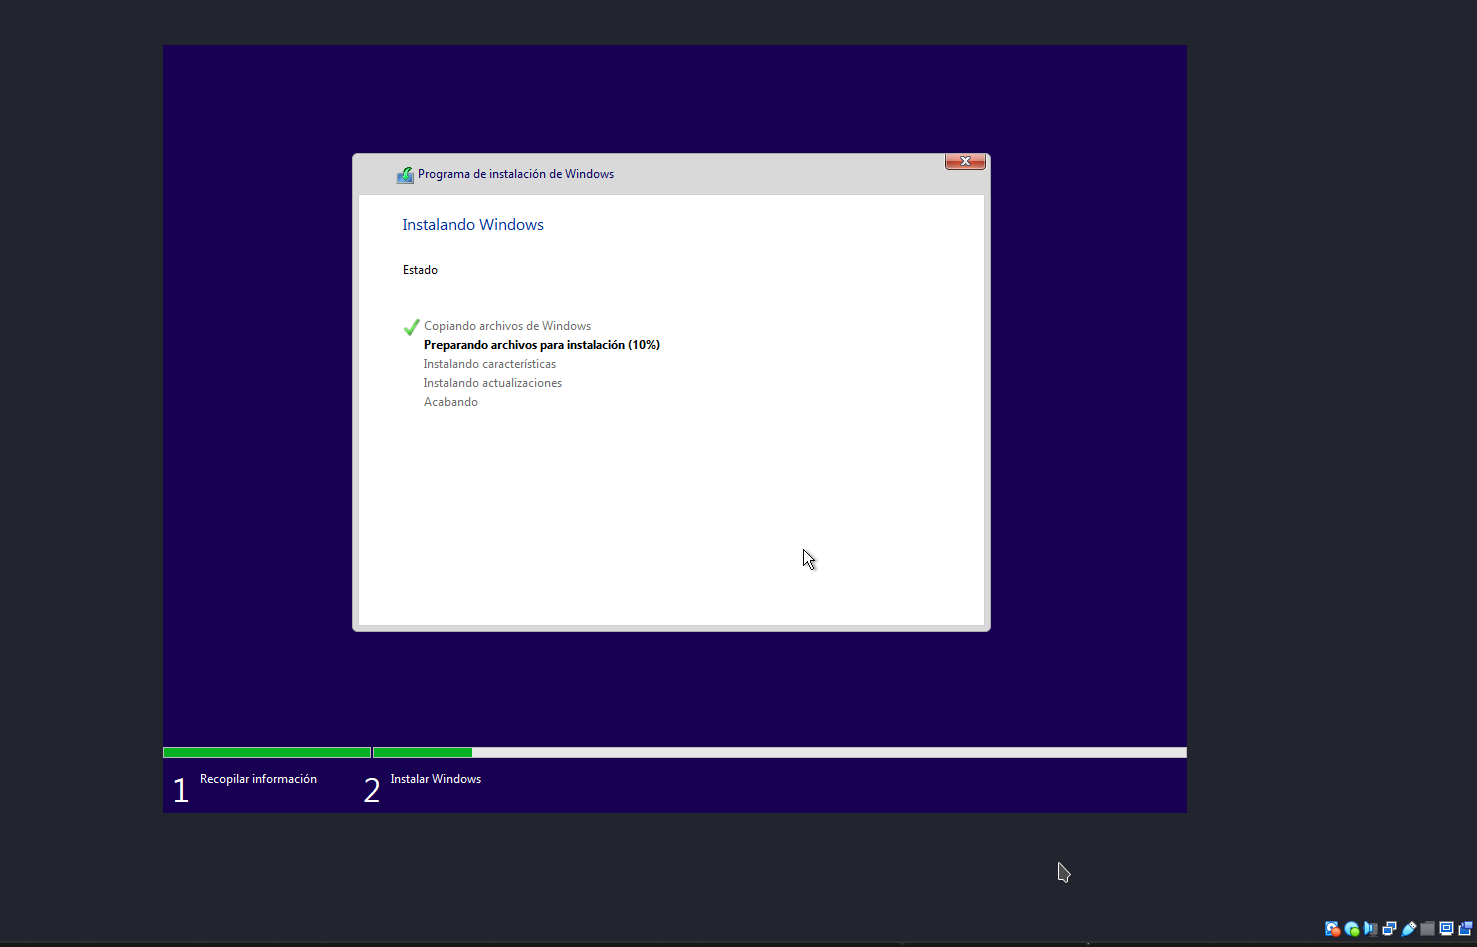 Programa de instalación de Windows
Instalando Windows
Estado
Copiando archivos de Windows
Preparando archivos para instalación (10%)
Instalando características
Instalando actualizaciones
Acabando
1 Recopilar información
2 Instalar Windows